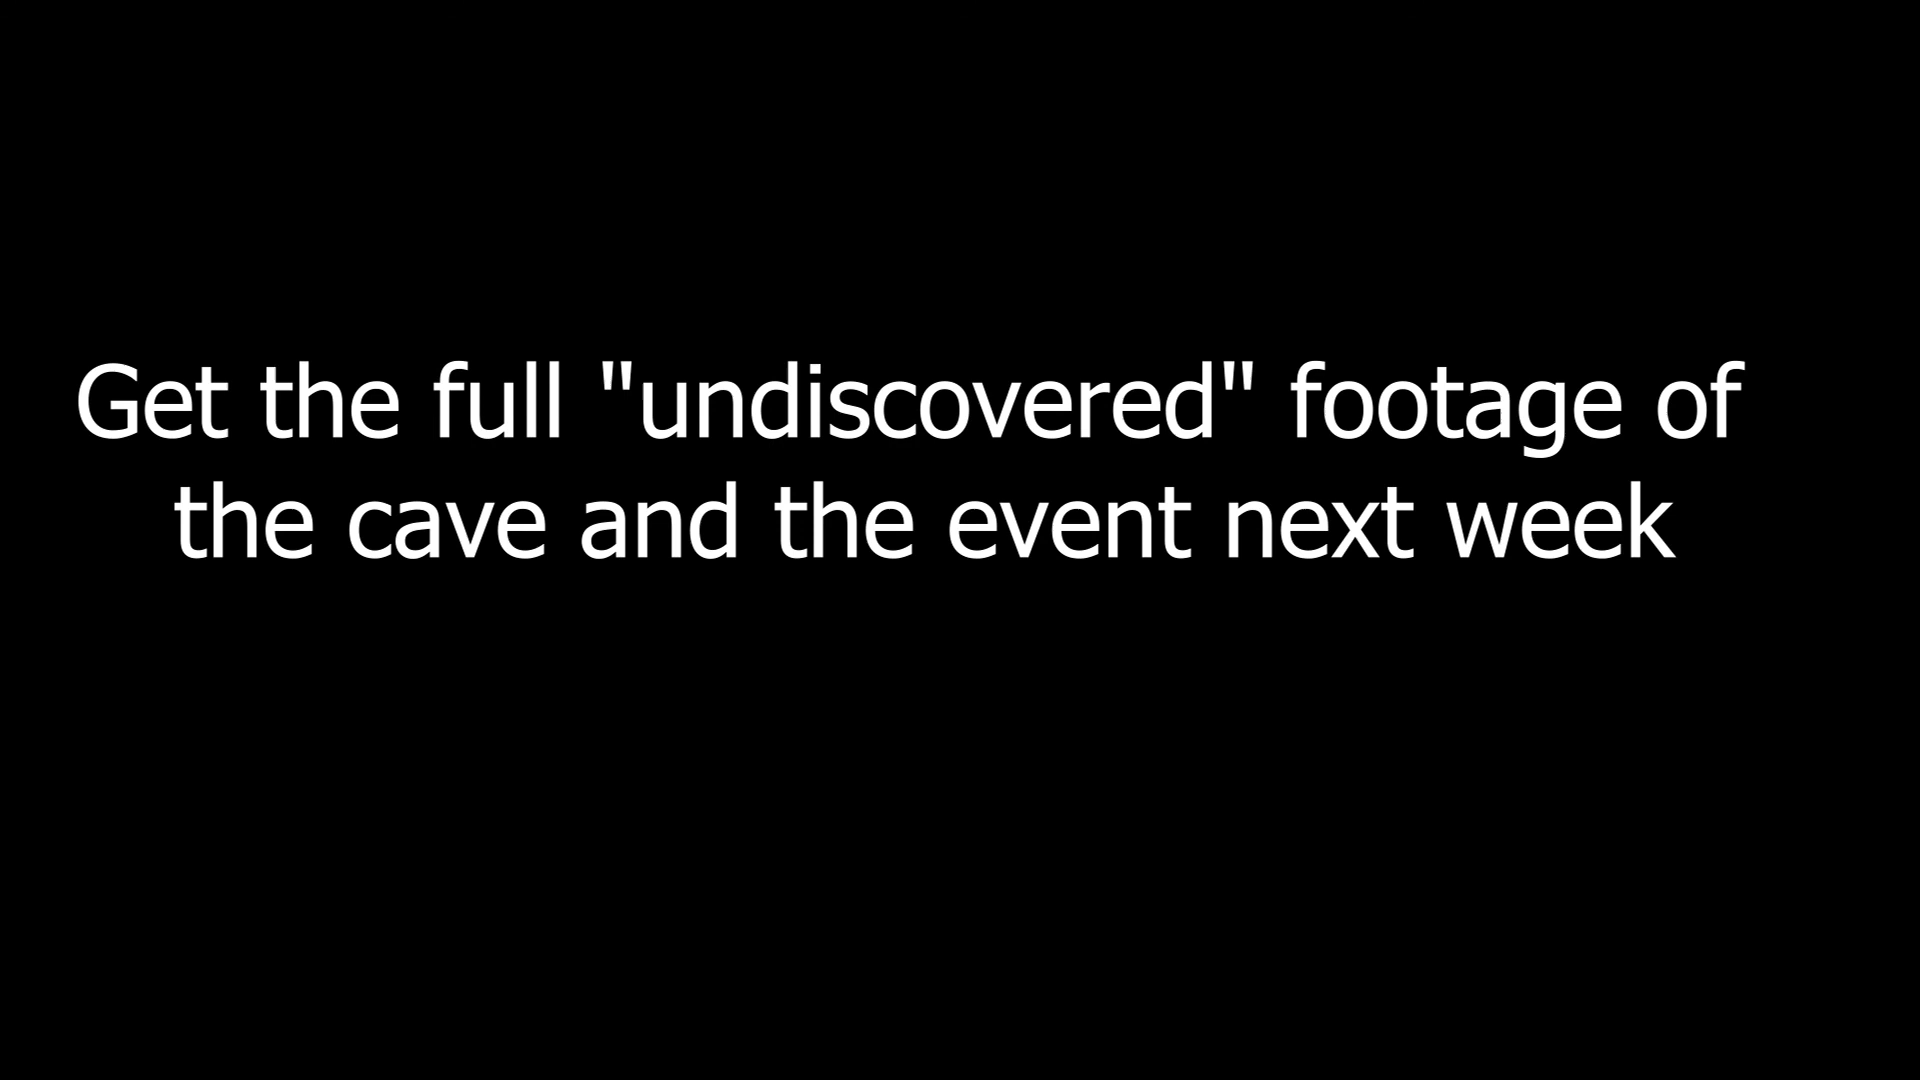 Get the full "undiscovered" footage of
the cave and the event next week